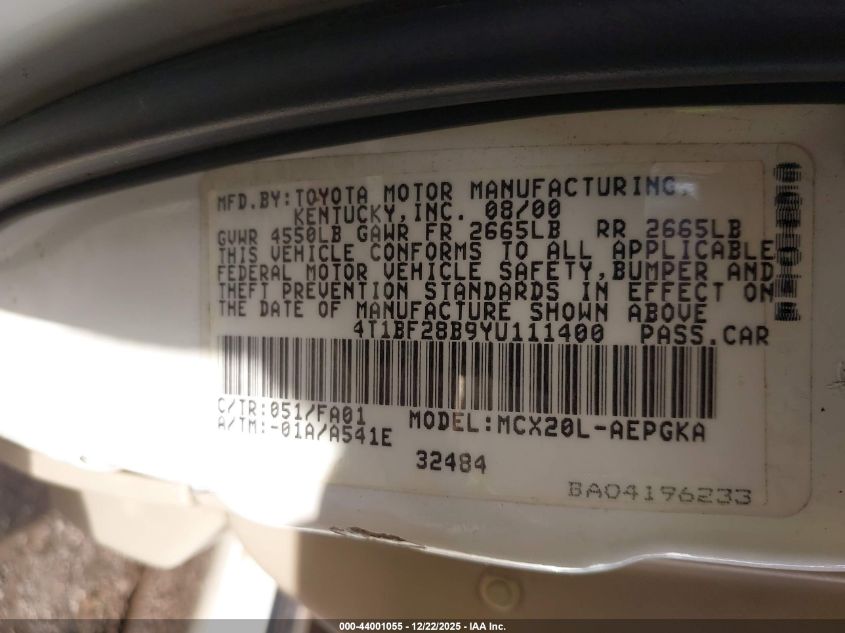 MFD.BY:TOYOTA MOTOR MANUFACTURING,
KENTUCKY,INC. 08/00
GVWR 4550LB GAWR FR 2665LB RR 2665LB
THIS VEHICLE CONFORMS TO ALL APPLICABLE
FEDERAL MOTOR VEHICLE SAFETY,BUMPER AND
THEFT PREVENTION STANDARDS IN EFFECT ON
THE DATE OF MANUFACTURE SHOWN ABOVE
4T1BF28B9YU111400 PASS.CAR
C/TR:051/FA01 MODEL:MCX20L-AEPGKA
A/TM:-01A/A541E
32484
BA04196233
000-44001055 - 12/22/2025 - IAA Inc.